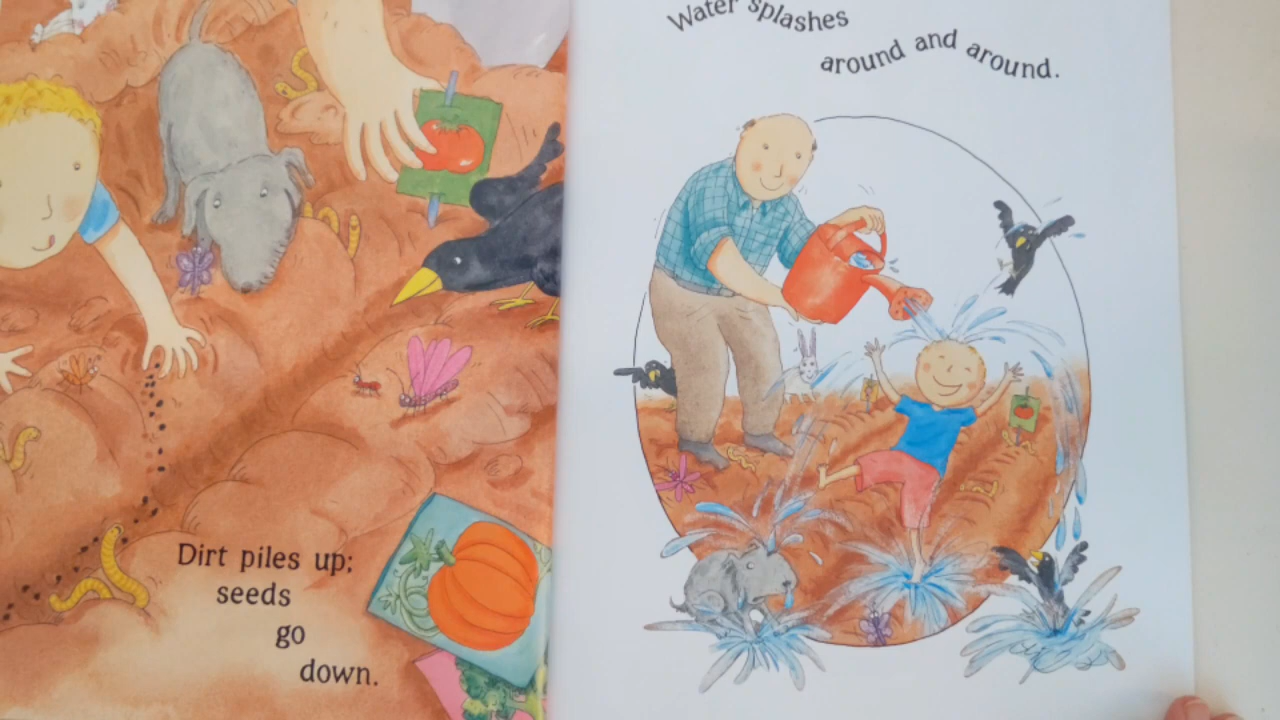 Dirt piles up;
seeds
go
down.
Water splashes
around and around.